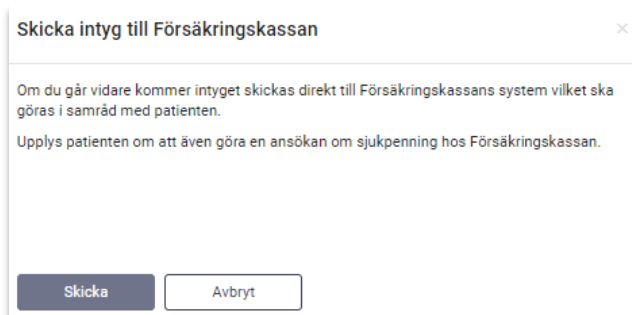 Skicka intyg till Försäkringskassan
Om du går vidare kommer intyget skickas direkt till Försäkringskassans system vilket ska
göras i samråd med patienten.
Upplys patienten om att även göra en ansökan om sjukpenning hos Försäkringskassan.
Skicka
Avbryt